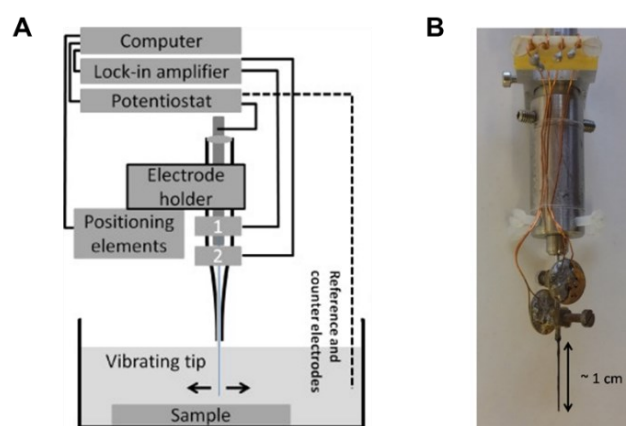 A
Computer
Lock-in amplifier
Potentiostat
Electrode
holder
Positioning
elements
1
2
Reference and
counter electrodes
Vibrating tip
Sample
B
~ 1 cm